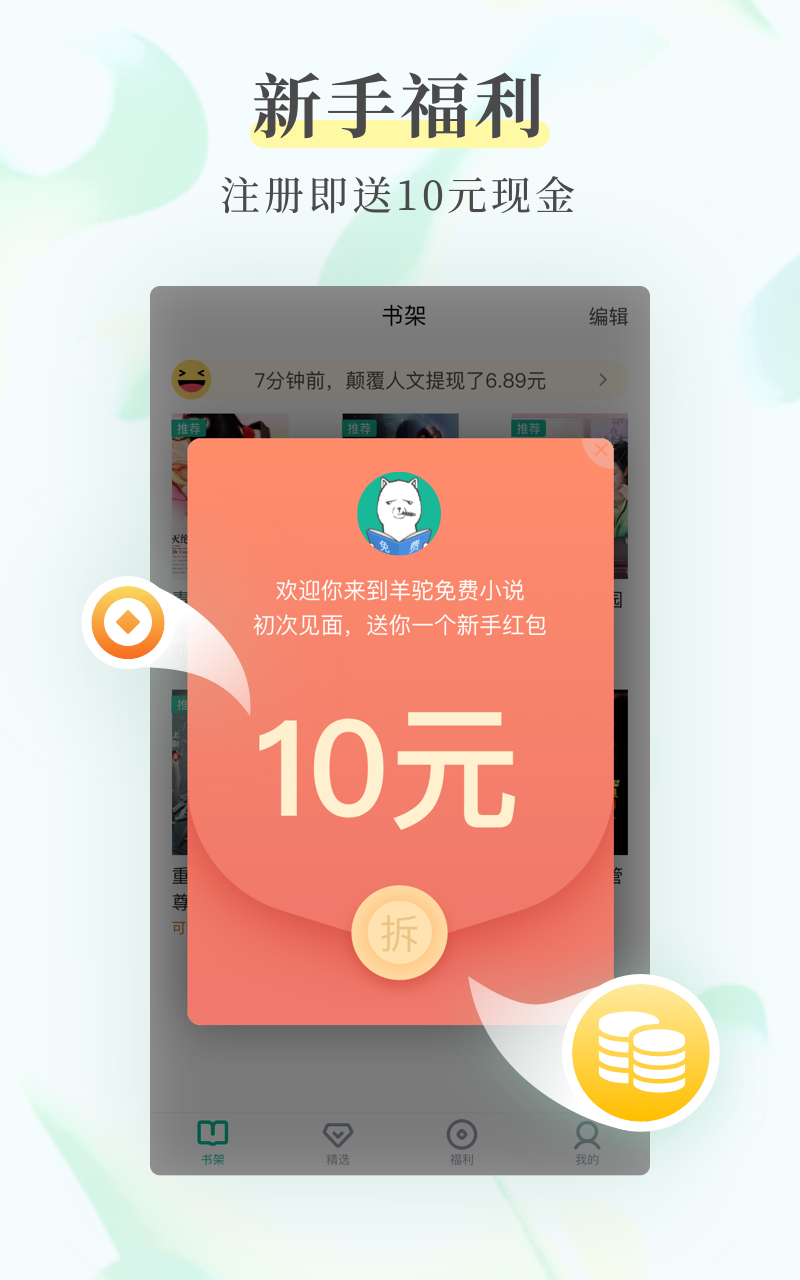 新手福利
注册即送10元现金
书架
编辑
7分钟前，颠覆人文提现了6.89元
推荐
推荐
推荐
免费
欢迎你来到羊驼免费小说
初次见面，送你一个新手红包
园
推
10元
重
管
尊
可
拆
书架
精选
福利
我的